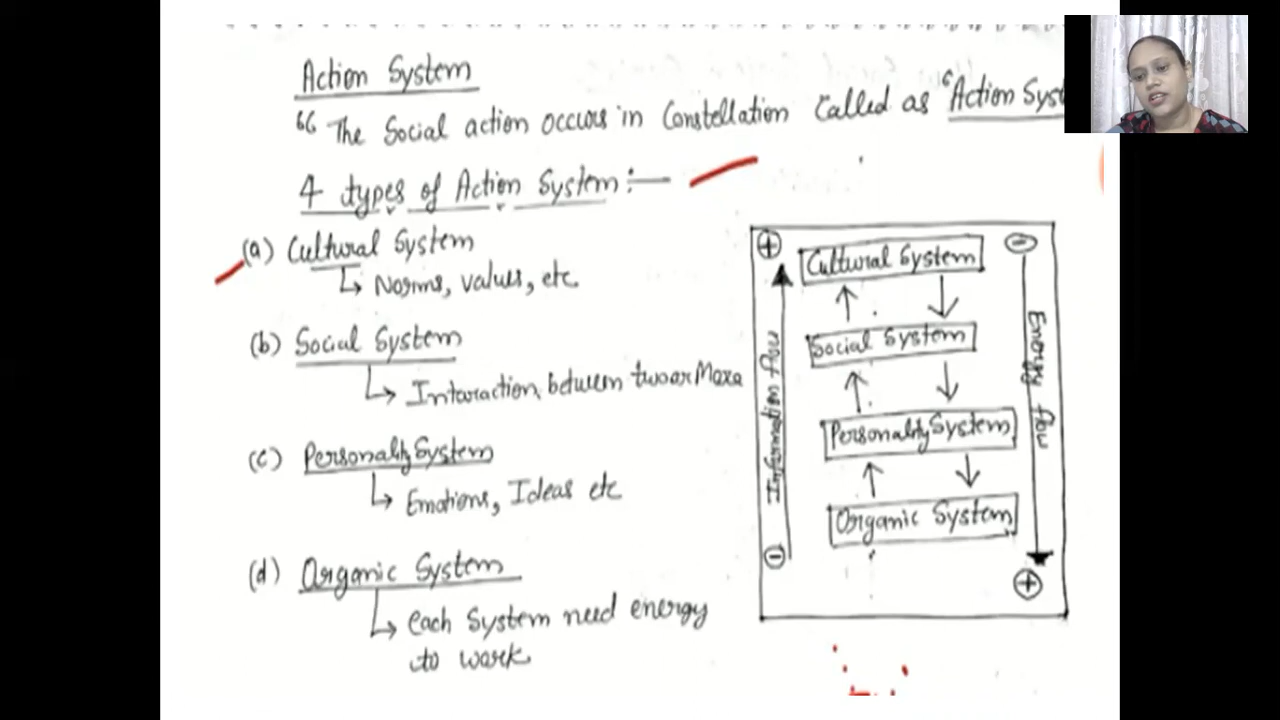 Action System
“ The Social action occurs in Constellation Called as ‘Action Syst
4 types of Action System :—
(a) Cultural System
↳ Norms, values, etc
(b) Social System
↳ Interaction between two or More
(c) Personality System
↳ Emotions, Ideas etc
(d) Organic System
↳ each System need energy
to work
+
Cultural System
-
Social System
Personality System
Organic System
Information flow
Energy flow
-
+